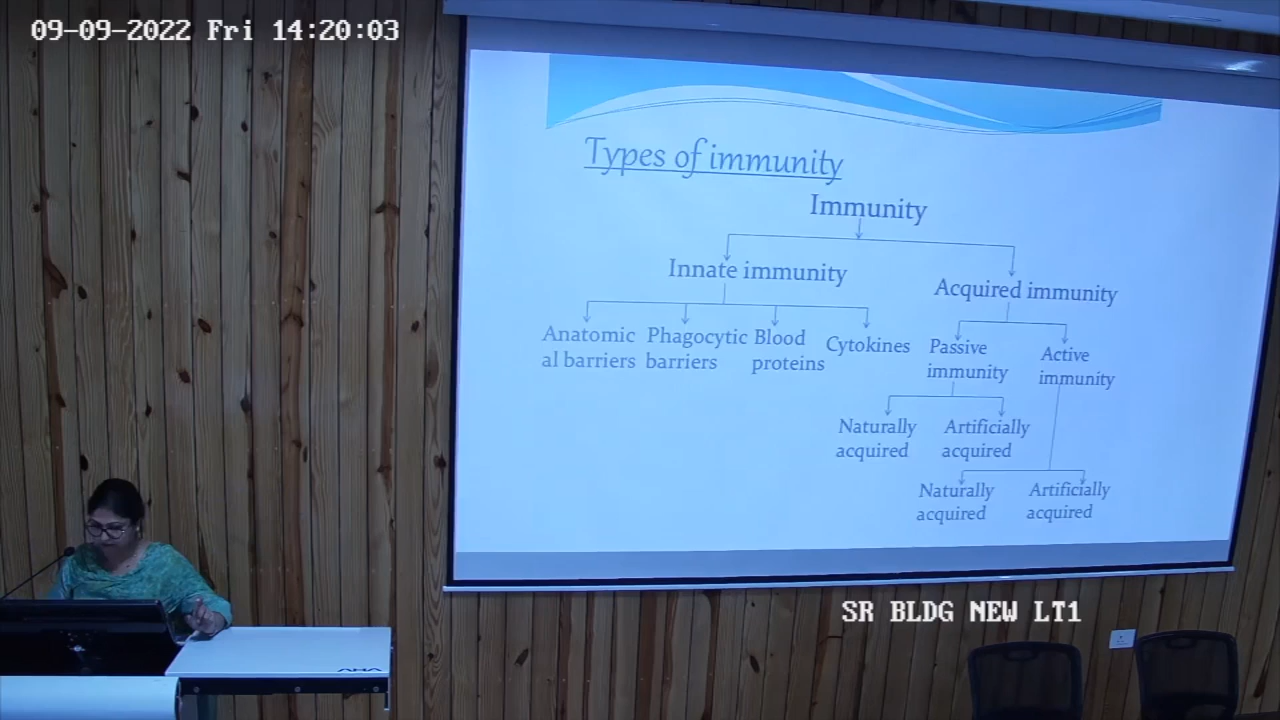 09-09-2022 Fri 14:20:03
Types of immunity
Immunity
Innate immunity
Acquired immunity
Anatomic
al barriers
Phagocytic
barriers
Blood
proteins
Cytokines
Passive
immunity
Active
immunity
Naturally
acquired
Artificially
acquired
Naturally
acquired
Artificially
acquired
SR BLDG NEW LT1